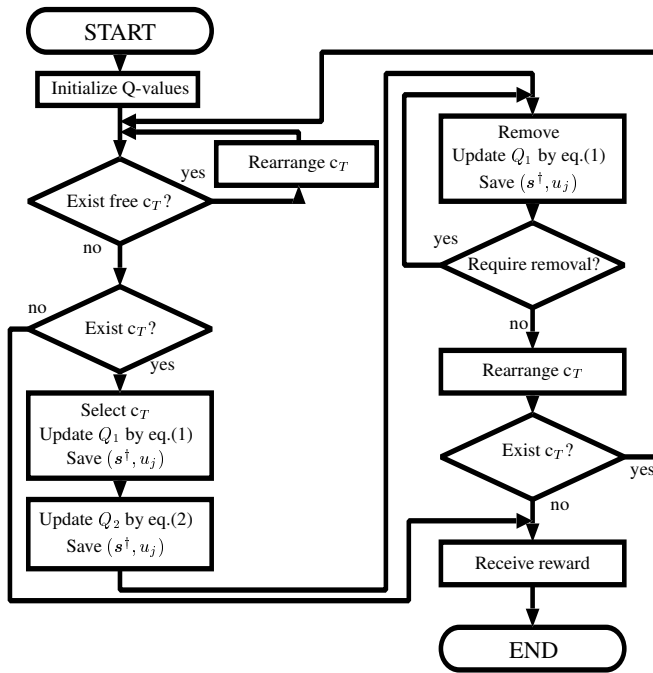 START
Initialize Q-values
yes
Rearrange c_T
Exist free c_T?
no
no
Exist c_T?
yes
Select c_T
Update Q_1 by eq.(1)
Save (s†, u_j)
Update Q_2 by eq.(2)
Save (s†, u_j)
Remove
Update Q_1 by eq.(1)
Save (s†, u_j)
yes
Require removal?
no
Rearrange c_T
Exist c_T?
yes
no
Receive reward
END